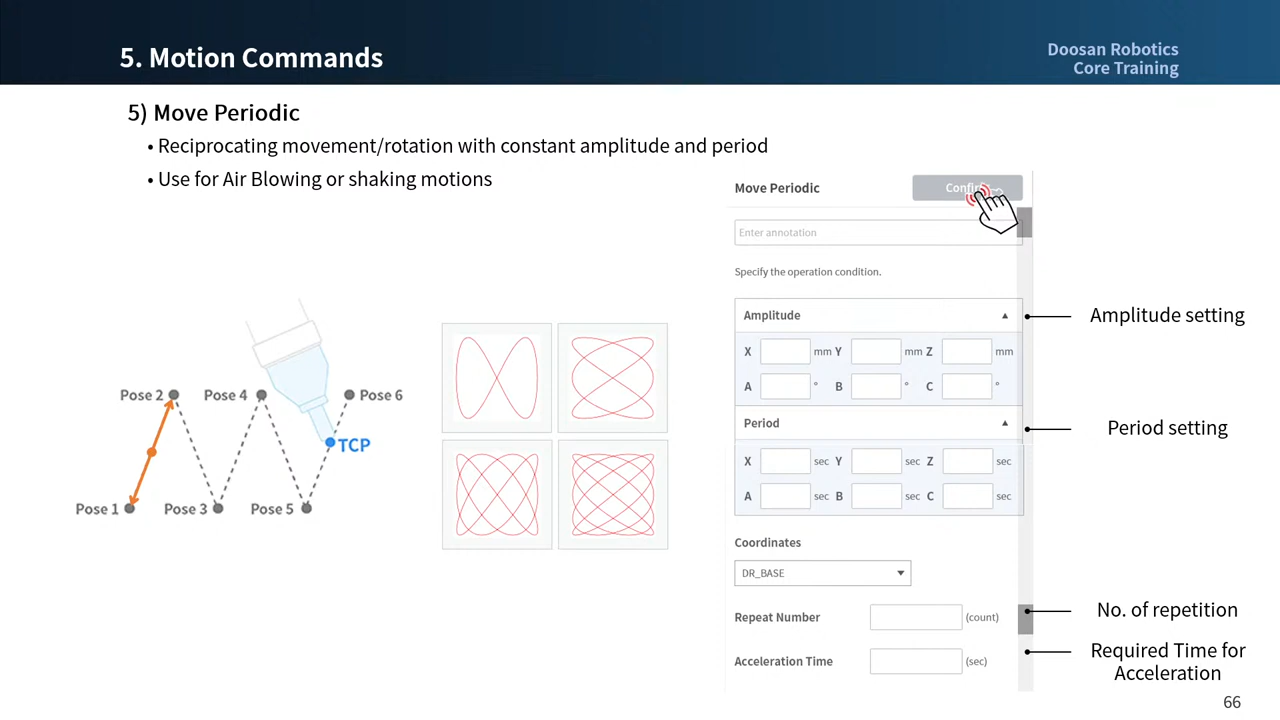 5. Motion Commands
Doosan Robotics
Core Training
5) Move Periodic
• Reciprocating movement/rotation with constant amplitude and period
• Use for Air Blowing or shaking motions
Pose 2
Pose 4
Pose 6
TCP
Pose 1
Pose 3
Pose 5
Move Periodic
Enter annotation
Specify the operation condition.
Amplitude ▲
X mm Y mm Z mm
A ° B ° C °
Period ▲
X sec Y sec Z sec
A sec B sec C sec
Coordinates
DR_BASE
Repeat Number (count)
Acceleration Time (sec)
Amplitude setting
Period setting
No. of repetition
Required Time for
Acceleration
66